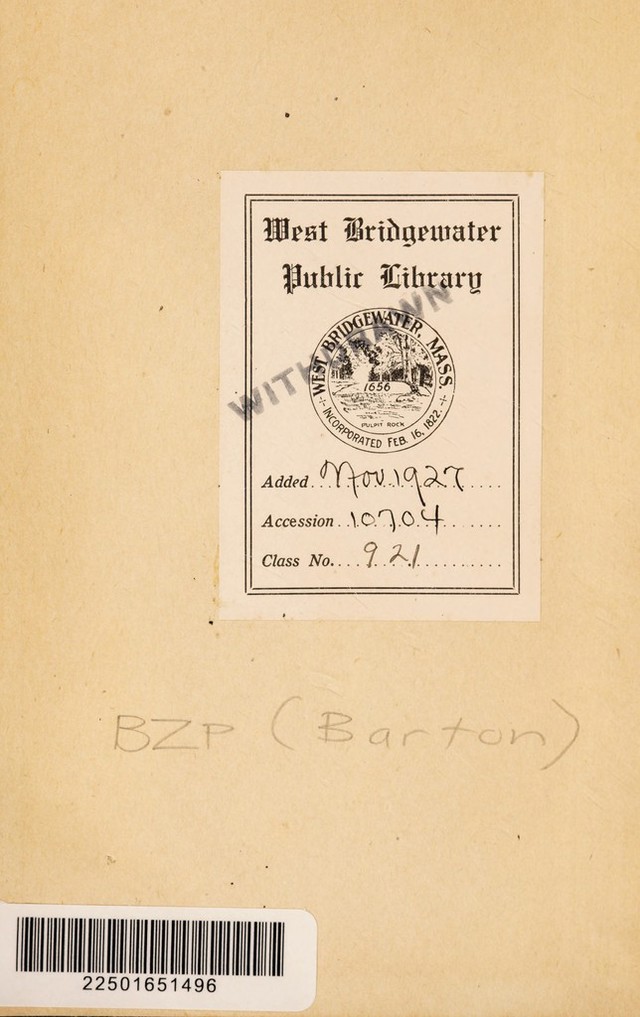 West Bridgewater
Public Library
WITHDRAWN
WEST BRIDGEWATER, MASS.
1656
PULPIT ROCK
INCORPORATED FEB. 16, 1822.
Added Nov. 1927
Accession 10704
Class No. 921
BZP (Barton)
22501651496